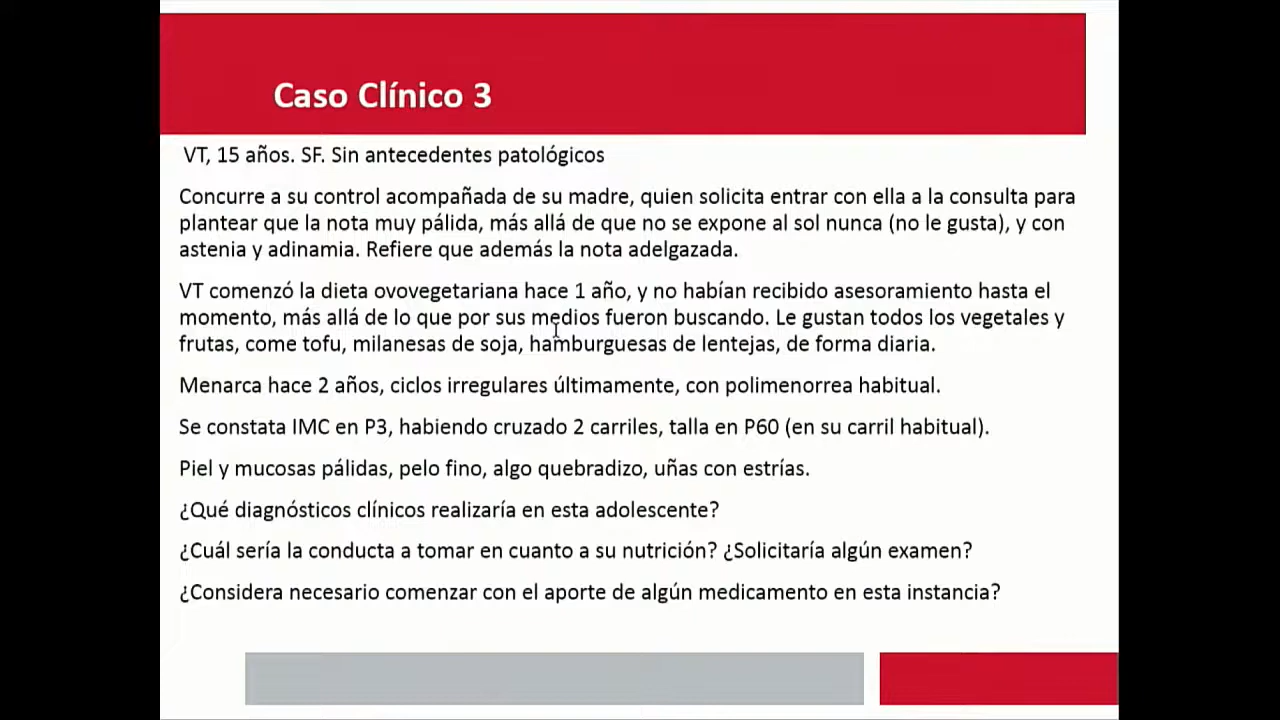 Caso Clínico 3
VT, 15 años. SF. Sin antecedentes patológicos
Concurre a su control acompañada de su madre, quien solicita entrar con ella a la consulta para
plantear que la nota muy pálida, más allá de que no se expone al sol nunca (no le gusta), y con
astenia y adinamia. Refiere que además la nota adelgazada.
VT comenzó la dieta ovovegetariana hace 1 año, y no habían recibido asesoramiento hasta el
momento, más allá de lo que por sus medios fueron buscando. Le gustan todos los vegetales y
frutas, come tofu, milanesas de soja, hamburguesas de lentejas, de forma diaria.
Menarca hace 2 años, ciclos irregulares últimamente, con polimenorrea habitual.
Se constata IMC en P3, habiendo cruzado 2 carriles, talla en P60 (en su carril habitual).
Piel y mucosas pálidas, pelo fino, algo quebradizo, uñas con estrías.
¿Qué diagnósticos clínicos realizaría en esta adolescente?
¿Cuál sería la conducta a tomar en cuanto a su nutrición? ¿Solicitaría algún examen?
¿Considera necesario comenzar con el aporte de algún medicamento en esta instancia?